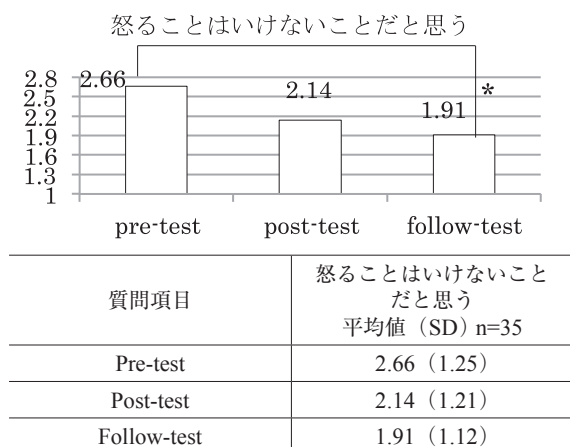 怒ることはいけないことだと思う
2.8
2.5
2.2
1.9
1.6
1.3
1
2.66
2.14
1.91
*
pre-test post-test follow-test
質問項目
怒ることはいけないこと
だと思う
平均値（SD）n=35
Pre-test 2.66（1.25）
Post-test 2.14（1.21）
Follow-test 1.91（1.12）